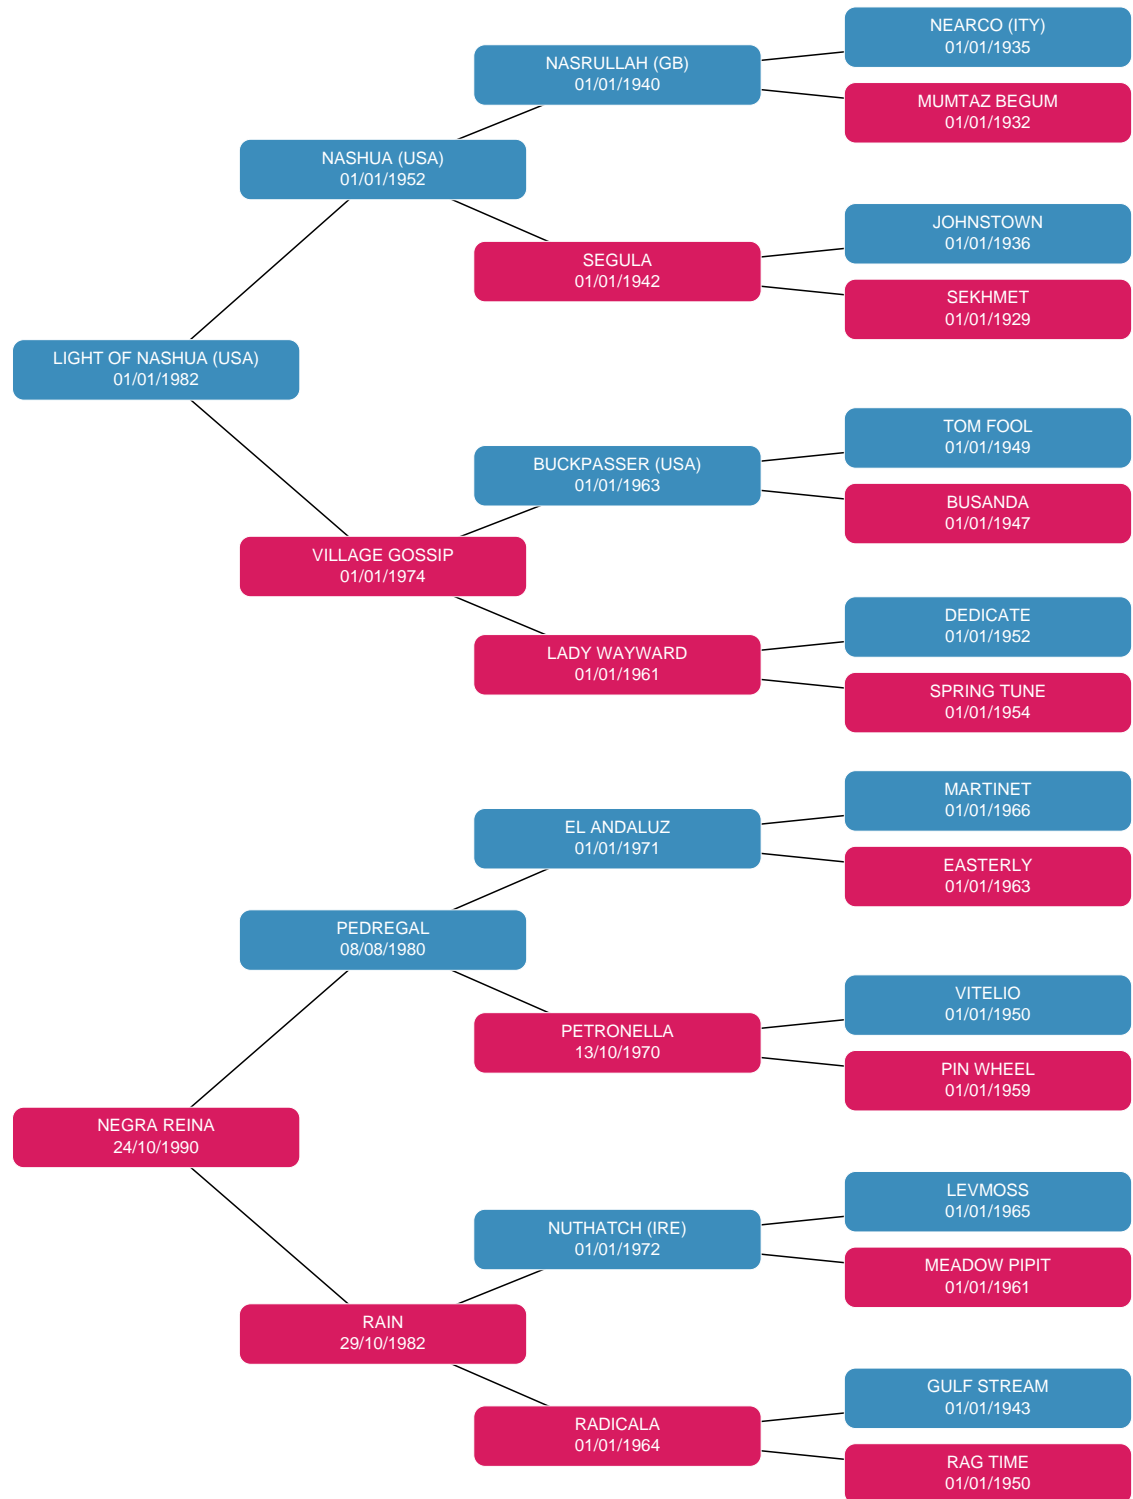 NEARCO (ITY)
01/01/1935
NASRULLAH (GB)
01/01/1940
MUMTAZ BEGUM
01/01/1932
NASHUA (USA)
01/01/1952
JOHNSTOWN
01/01/1936
SEGULA
01/01/1942
SEKHMET
01/01/1929
LIGHT OF NASHUA (USA)
01/01/1982
TOM FOOL
01/01/1949
BUCKPASSER (USA)
01/01/1963
BUSANDA
01/01/1947
VILLAGE GOSSIP
01/01/1974
DEDICATE
01/01/1952
LADY WAYWARD
01/01/1961
SPRING TUNE
01/01/1954
MARTINET
01/01/1966
EL ANDALUZ
01/01/1971
EASTERLY
01/01/1963
PEDREGAL
08/08/1980
VITELIO
01/01/1950
PETRONELLA
13/10/1970
PIN WHEEL
01/01/1959
NEGRA REINA
24/10/1990
LEVMOSS
01/01/1965
NUTHATCH (IRE)
01/01/1972
MEADOW PIPIT
01/01/1961
RAIN
29/10/1982
GULF STREAM
01/01/1943
RADICALA
01/01/1964
RAG TIME
01/01/1950